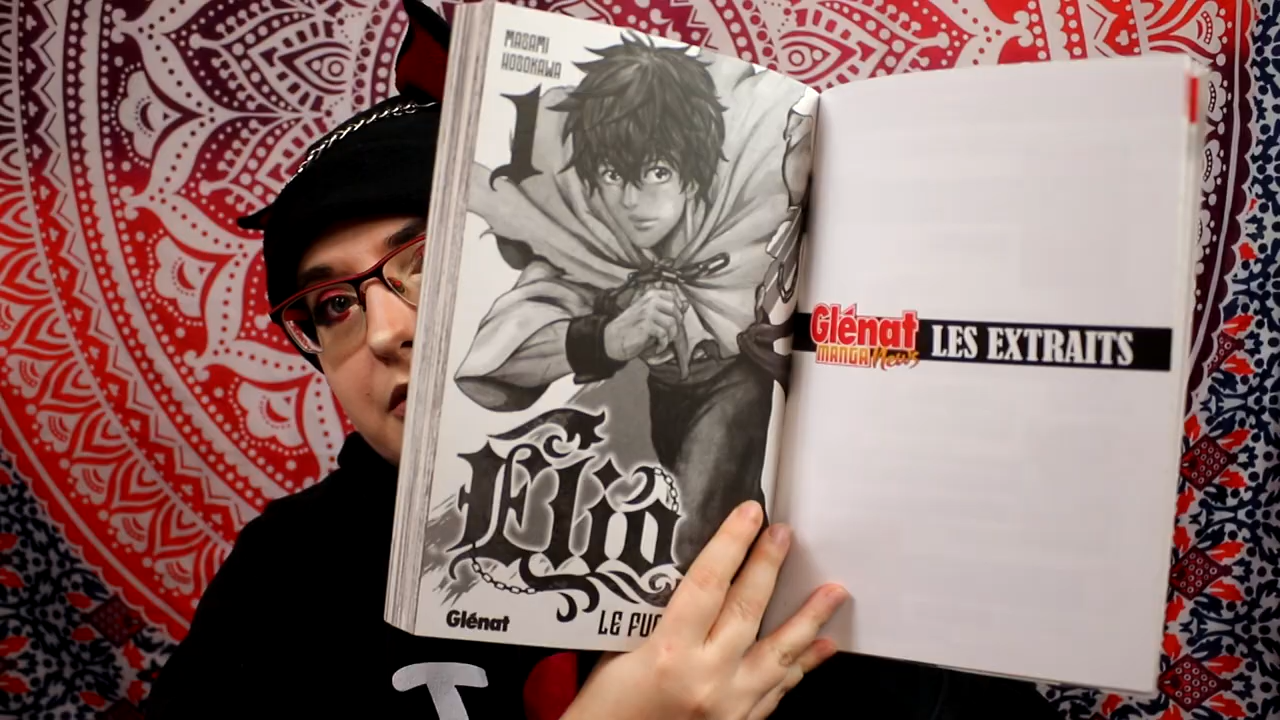 MASAMI
HOSOKAWA
1
Elio
Glénat
LE FU
Glénat
MANGA News
LES EXTRAITS
I